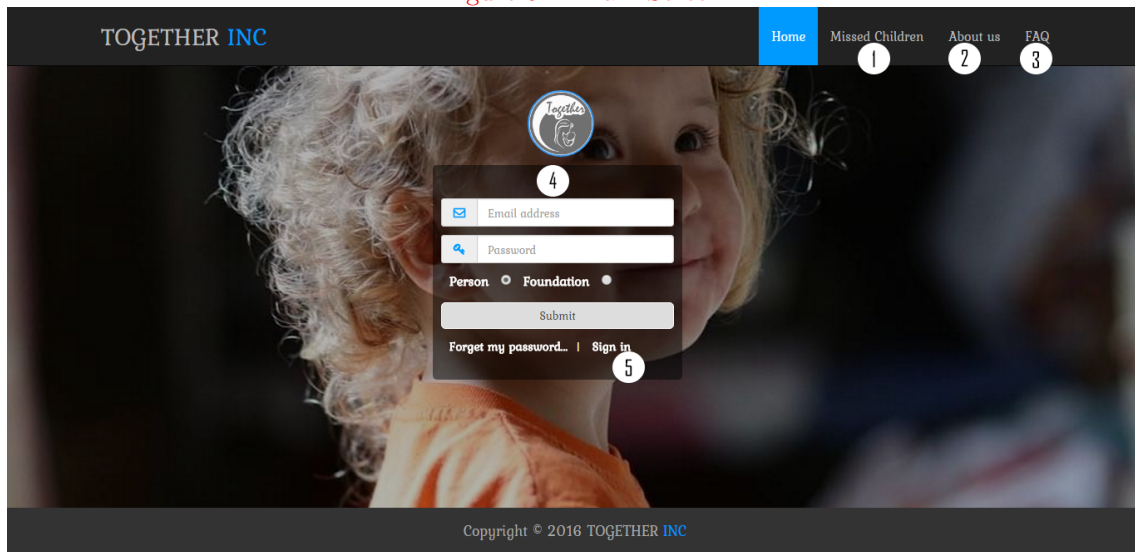 TOGETHER INC
Home Missed Children About us FAQ
1 2 3
Together
4
Email address
Password
Person Foundation
Submit
Forget my password... | Sign in
5
Copyright © 2016 TOGETHER INC